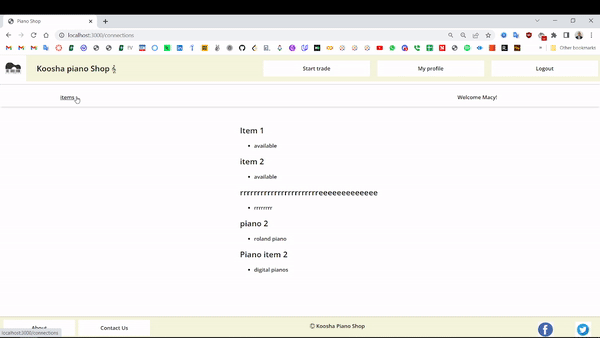 Piano Shop
localhost:3000/connections
Other bookmarks
Koosha piano Shop
Start trade
My profile
Logout
Items
Welcome Macy!
Item 1
available
item 2
available
rrrrrrrr
piano 2
roland piano
Piano item 2
digital pianos
About
Contact Us
© Koosha Piano Shop
localhost:3000/connections